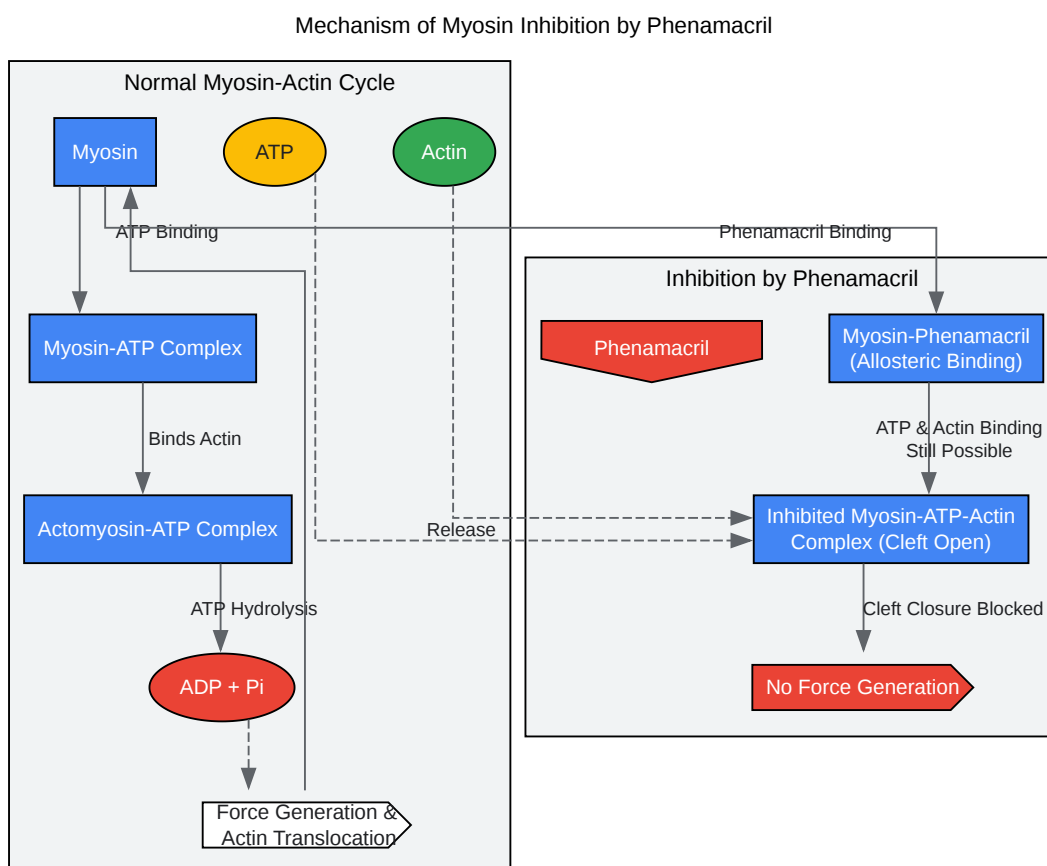 Mechanism of Myosin Inhibition by Phenamacril
Normal Myosin-Actin Cycle
Myosin
ATP
Actin
ATP Binding
Phenamacril Binding
Inhibition by Phenamacril
Myosin-ATP Complex
Phenamacril
Myosin-Phenamacril
(Allosteric Binding)
Binds Actin
ATP & Actin Binding
Still Possible
Actomyosin-ATP Complex
Release
Inhibited Myosin-ATP-Actin
Complex (Cleft Open)
ATP Hydrolysis
Cleft Closure Blocked
ADP + Pi
No Force Generation
Force Generation &
Actin Translocation